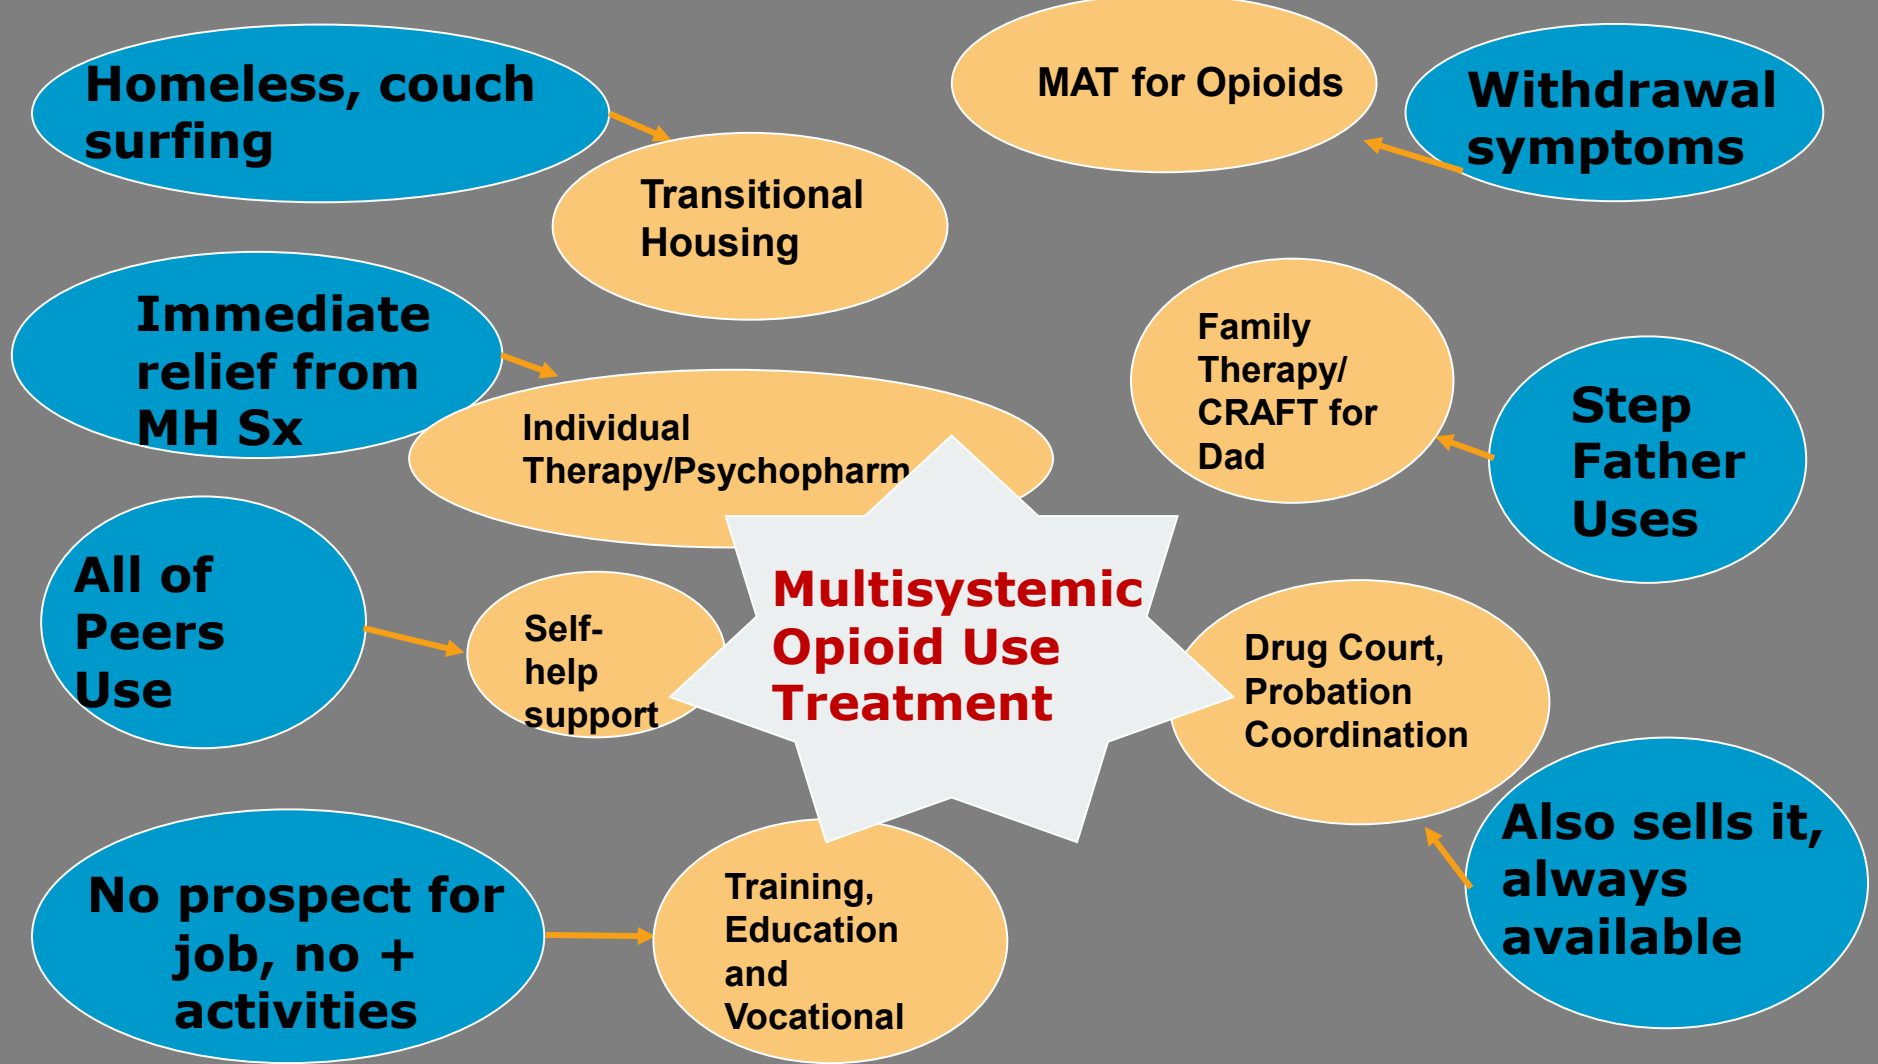 Homeless, couch
surfing
Transitional
Housing
MAT for Opioids
Withdrawal
symptoms
Immediate
relief from
MH Sx
Individual
Therapy/Psychopharm
Family
Therapy/
CRAFT for
Dad
Step
Father
Uses
All of
Peers
Use
Self-
help
support
Multisystemic
Opioid Use
Treatment
Drug Court,
Probation
Coordination
Also sells it,
always
available
No prospect for
job, no +
activities
Training,
Education
and
Vocational